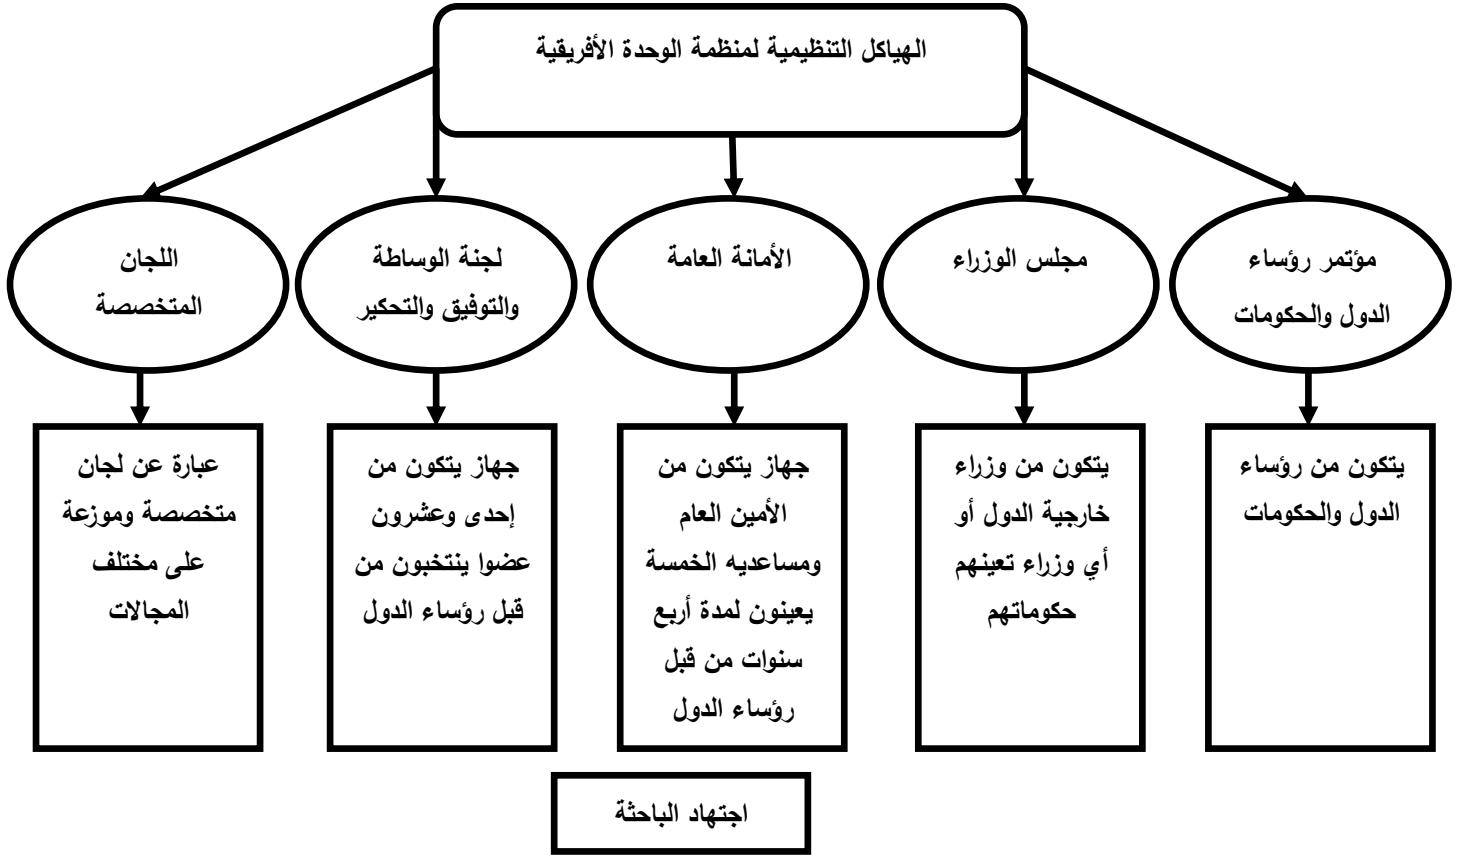 الهياكل التنظيمية لمنظمة الوحدة الأفريقية
مؤتمر رؤساء
الدول والحكومات
مجلس الوزراء
الأمانة العامة
لجنة الوساطة
والتوفيق والتحكير
اللجان
المتخصصة
يتكون من رؤساء
الدول والحكومات
يتكون من وزراء
خارجية الدول أو
أي وزراء تعينهم
حكوماتهم
جهاز يتكون من
الأمين العام
ومساعديه الخمسة
يعينون لمدة أربع
سنوات من قبل
رؤساء الدول
جهاز يتكون من
إحدى وعشرون
عضوا ينتخبون من
قبل رؤساء الدول
عبارة عن لجان
متخصصة وموزعة
على مختلف
المجالات
اجتهاد الباحثة